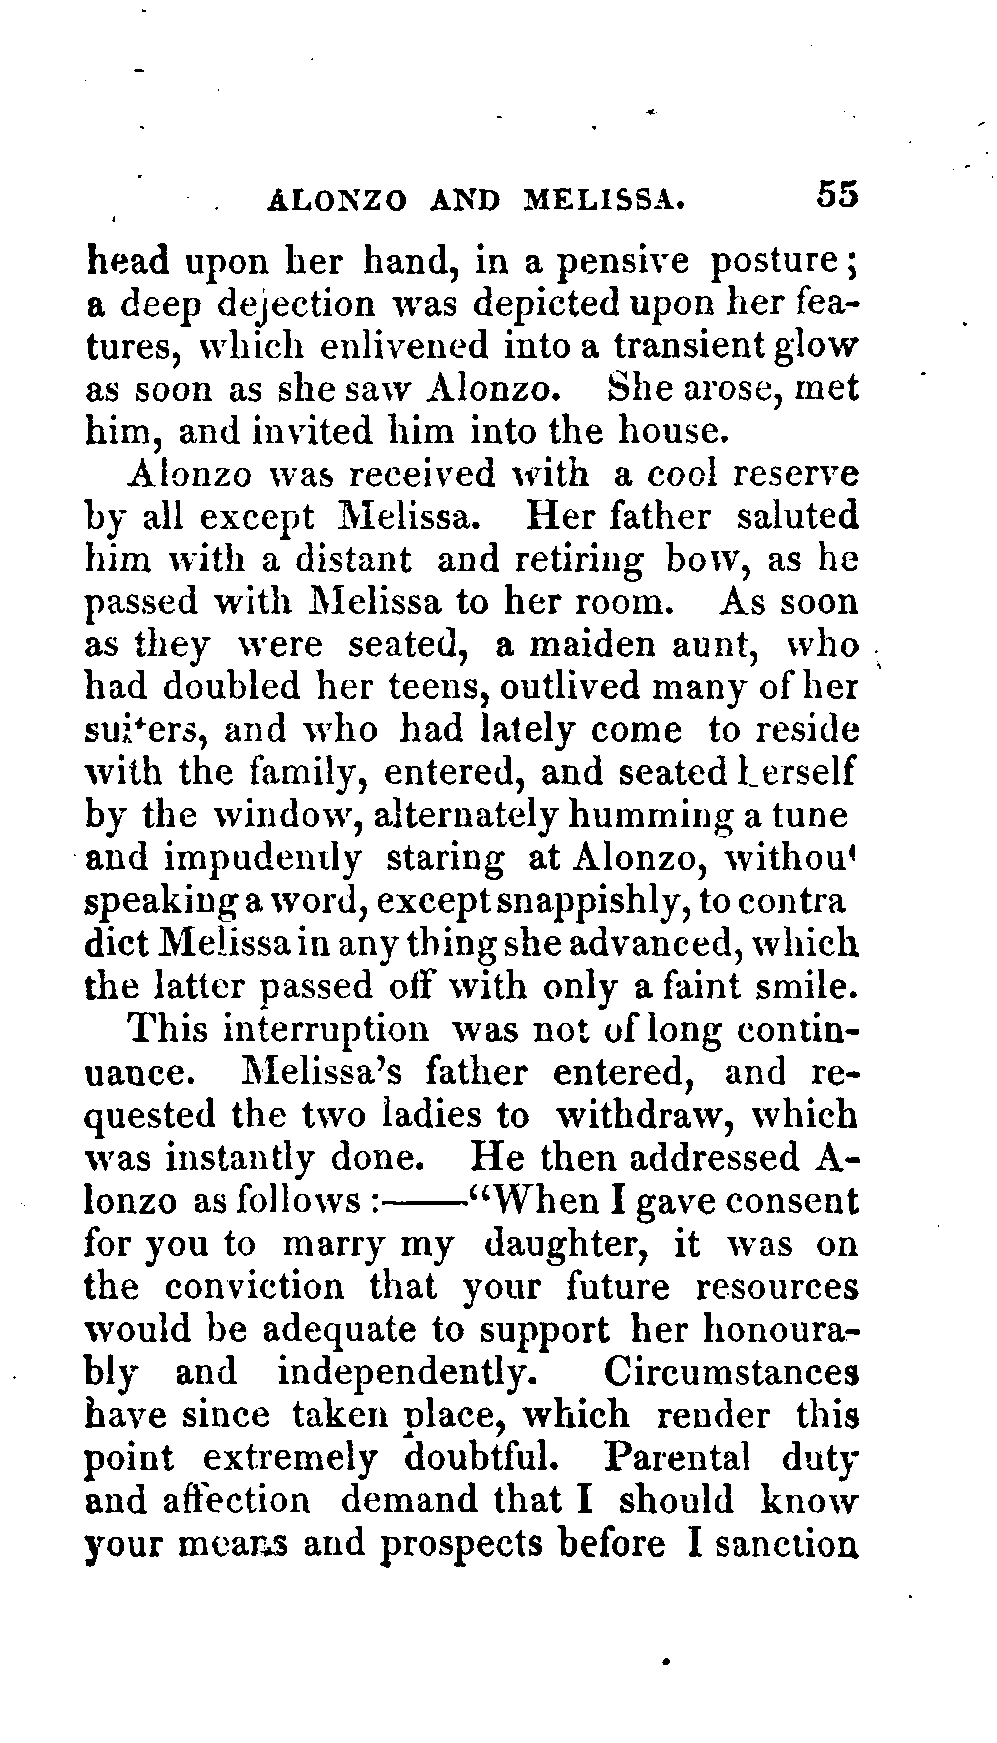 ALONZO AND MELISSA. 55
head upon her hand, in a pensive posture;
a deep dejection was depicted upon her fea-
tures, which enlivened into a transient glow
as soon as she saw Alonzo. She arose, met
him, and invited him into the house.
Alonzo was received with a cool reserve
by all except Melissa. Her father saluted
him with a distant and retiring bow, as he
passed with Melissa to her room. As soon
as they were seated, a maiden aunt, who
had doubled her teens, outlived many of her
suiters, and who had lately come to reside
with the family, entered, and seated herself
by the window, alternately humming a tune
and impudently staring at Alonzo, without
speaking a word, except snappishly, to contra
dict Melissa in any thing she advanced, which
the latter passed off with only a faint smile.
This interruption was not of long contin-
uance. Melissa's father entered, and re-
quested the two ladies to withdraw, which
was instantly done. He then addressed A-
lonzo as follows :——"When I gave consent
for you to marry my daughter, it was on
the conviction that your future resources
would be adequate to support her honoura-
bly and independently. Circumstances
have since taken place, which render this
point extremely doubtful. Parental duty
and affection demand that I should know
your means and prospects before I sanction